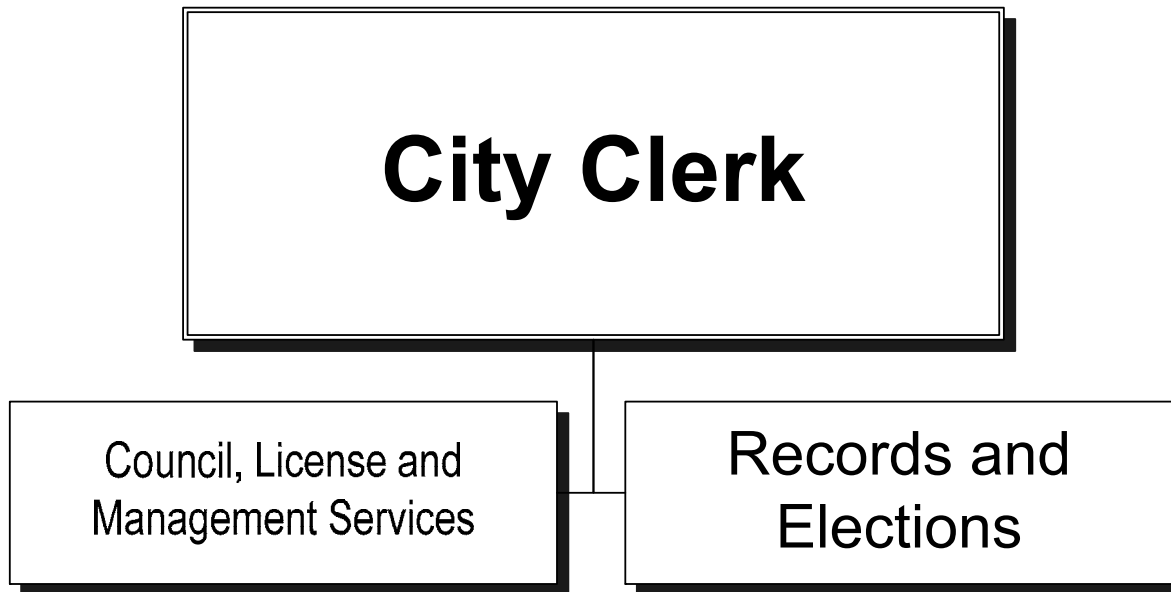 City Clerk
Council, License and
Management Services
Records and
Elections